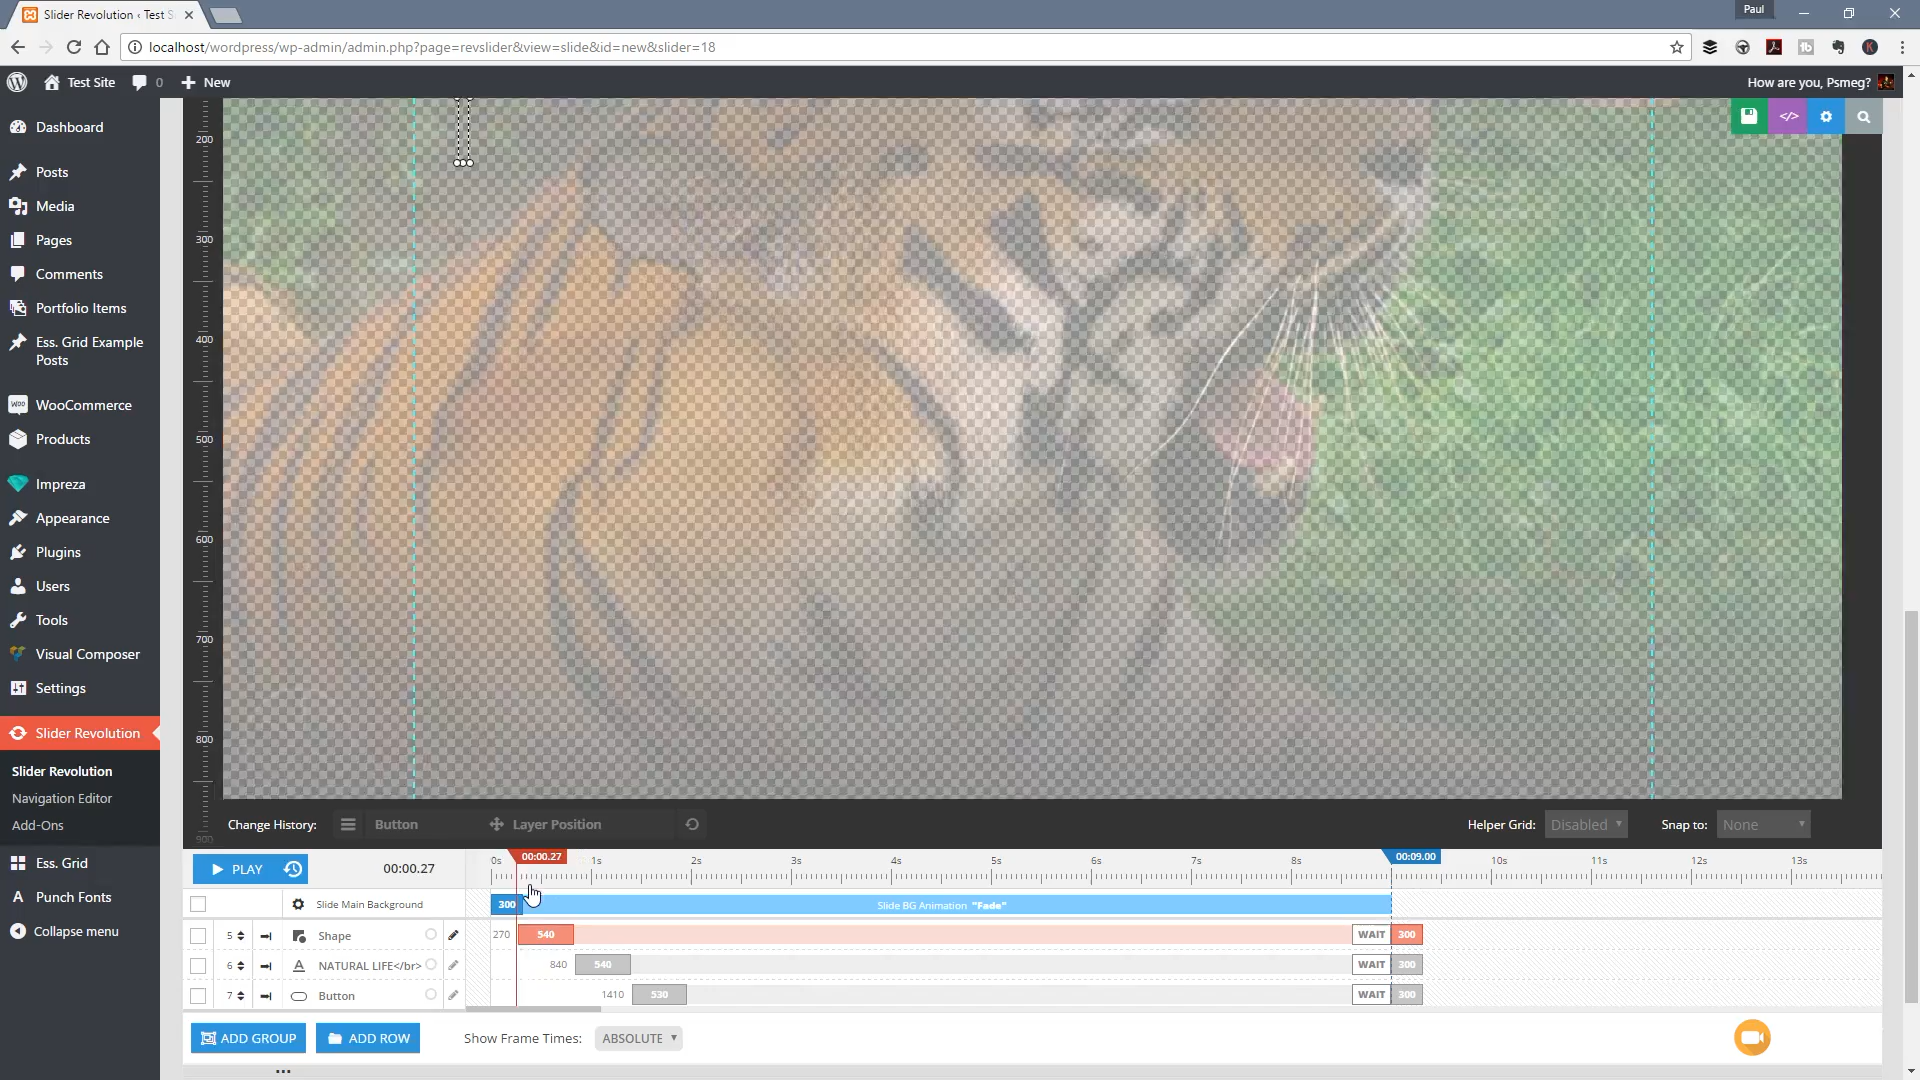 Slider Revolution ‹ Test S
Paul
localhost/wordpress/wp-admin/admin.php?page=revslider&view=slide&id=new&slider=18
Test Site
0
New
How are you, Psmeg?
Dashboard
Posts
Media
Pages
Comments
Portfolio Items
Ess. Grid Example
Posts
WooCommerce
Products
Impreza
Appearance
Plugins
Users
Tools
Visual Composer
Settings
Slider Revolution
Slider Revolution
Navigation Editor
Add-Ons
Ess. Grid
Punch Fonts
Collapse menu
200
300
400
500
600
700
800
900
Change History:
Button
Layer Position
Helper Grid:
Disabled
Snap to:
None
PLAY
00:00.27
0s
00:00.27
1s
2s
3s
4s
5s
6s
7s
8s
00:09.00
10s
11s
12s
13s
Slide Main Background
300
Slide BG Animation "Fade"
5
Shape
270
540
WAIT
300
6
NATURAL LIFE</br>
840
540
WAIT
300
7
Button
1410
530
WAIT
300
ADD GROUP
ADD ROW
Show Frame Times:
ABSOLUTE